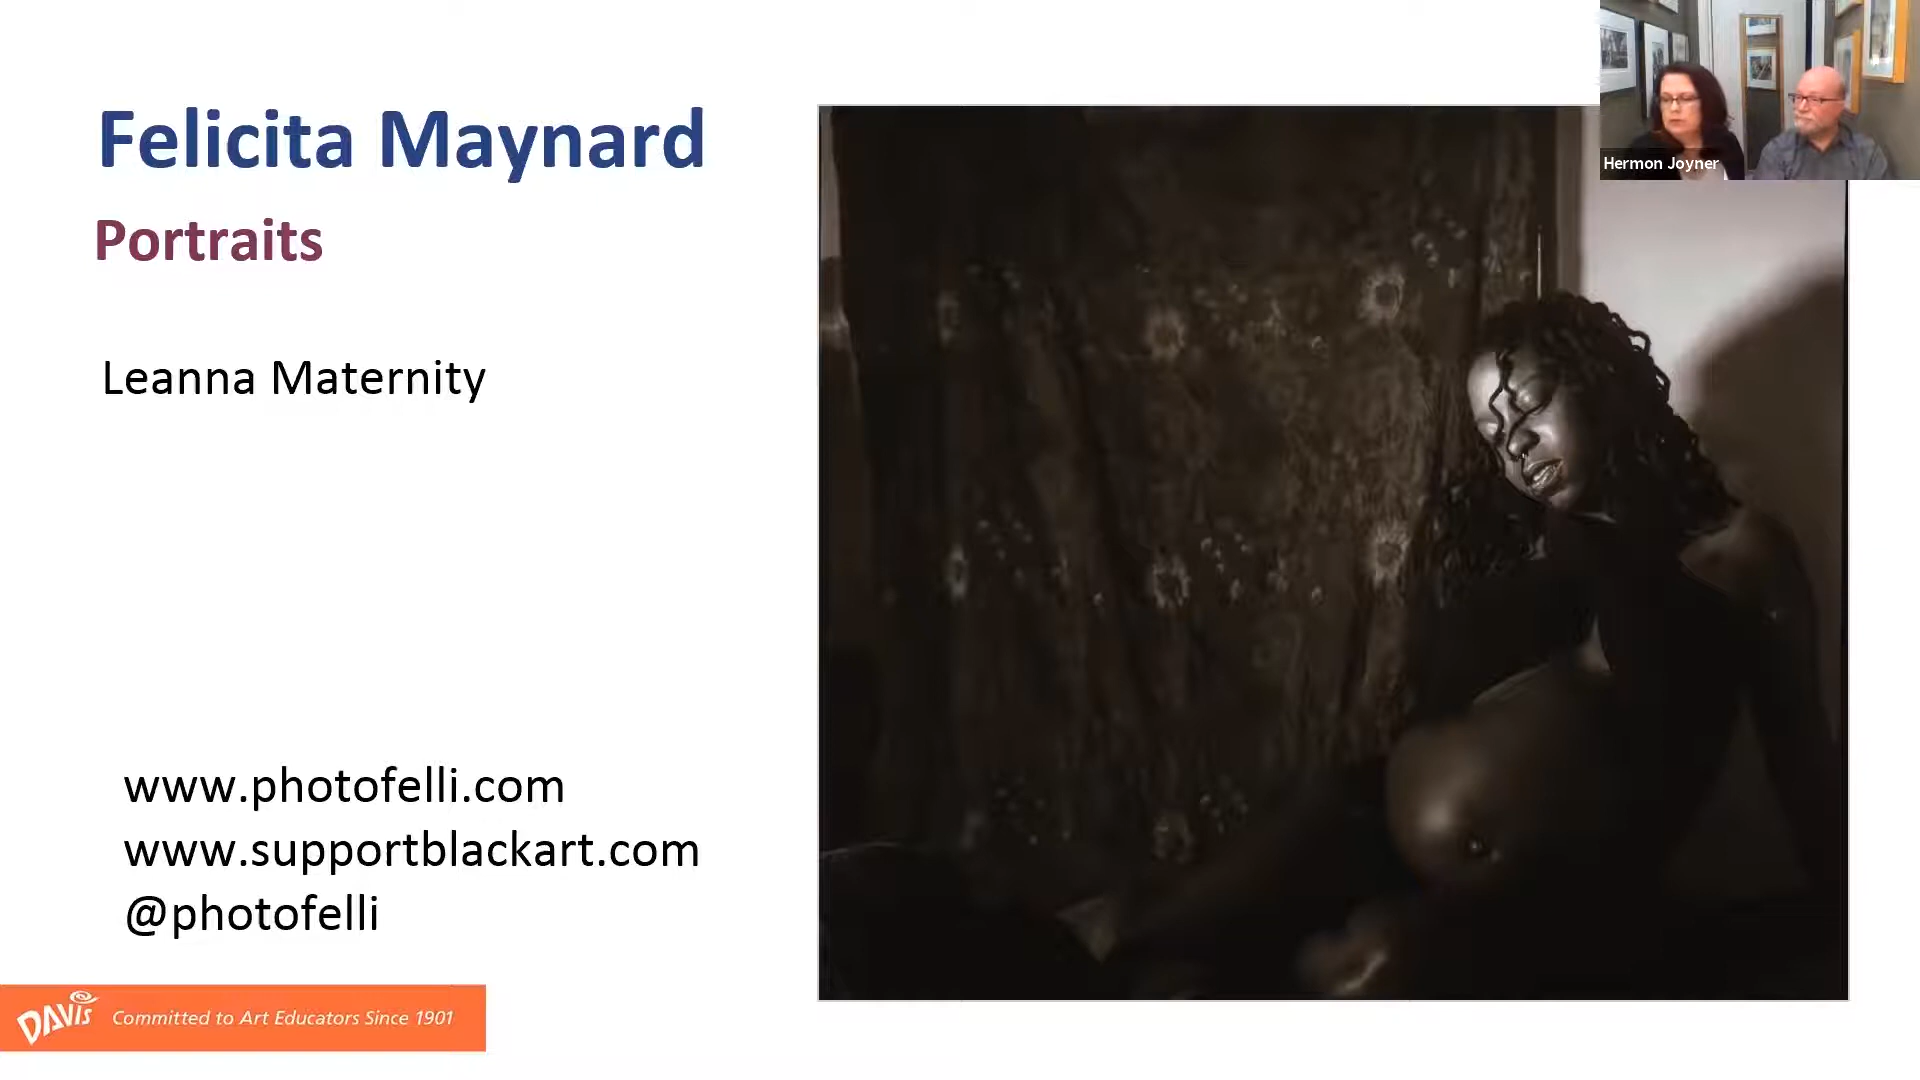 Felicita Maynard
Portraits
Leanna Maternity
www.photofelli.com
www.supportblackart.com
@photofelli
DAVIS
Committed to Art Educators Since 1901
Hermon Joyner